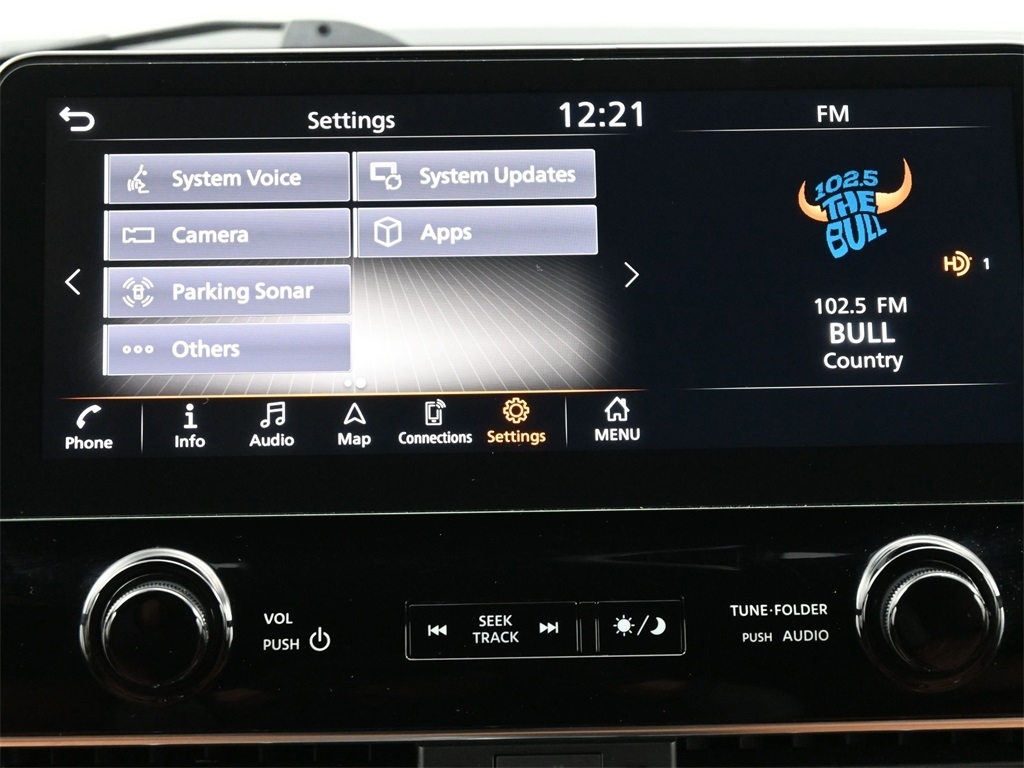 Settings
12:21
FM
System Voice
System Updates
Camera
Apps
Parking Sonar
Others
102.5
THE
BULL
HD 1
102.5 FM
BULL
Country
Phone
Info
Audio
Map
Connections
Settings
MENU
VOL
PUSH
SEEK
TRACK
TUNE·FOLDER
PUSH AUDIO